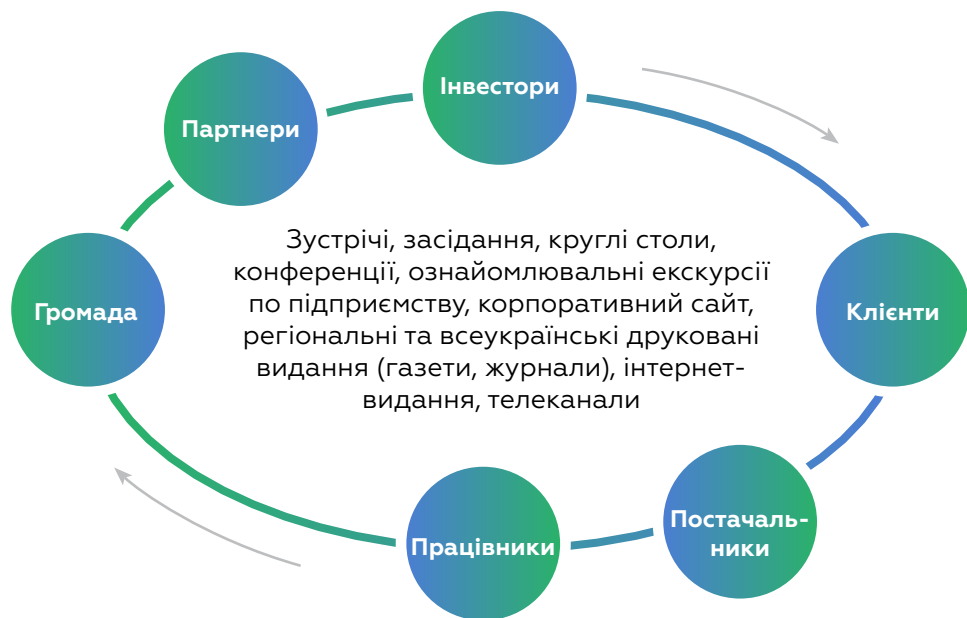 Інвестори
Партнери
Зустрічі, засідання, круглі столи,
конференції, ознайомлювальні екскурсії
по підприємству, корпоративний сайт,
регіональні та всеукраїнські друковані
видання (газети, журнали), інтернет-
видання, телеканали
Громада
Клієнти
Постачаль-
ники
Працівники